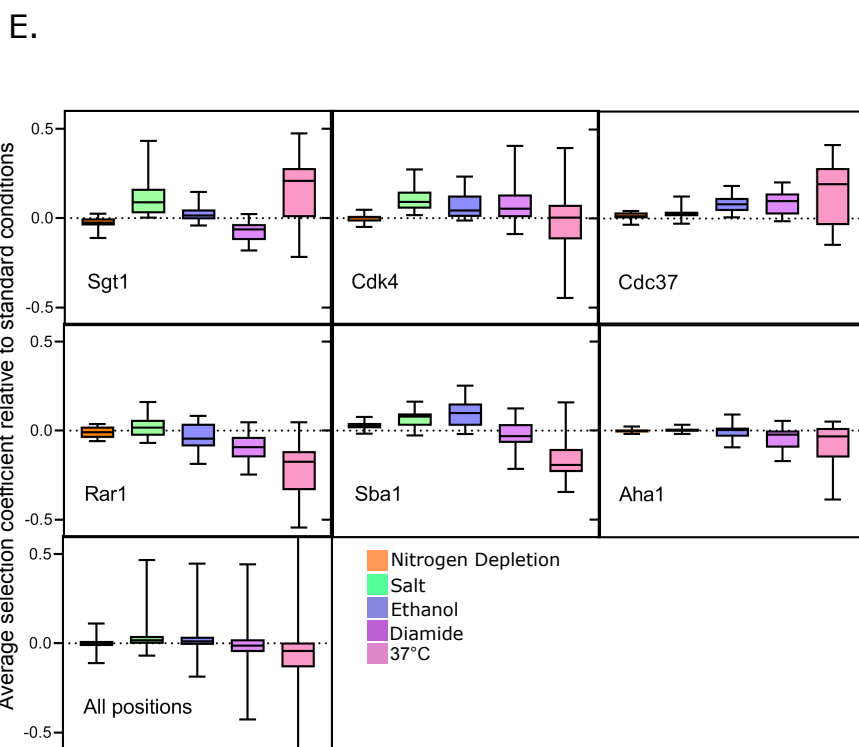 E.
Average selection coefficient relative to standard conditions
0.5
0.0
-0.5
Sgt1
Cdk4
Cdc37
0.5
0.0
-0.5
Rar1
Sba1
Aha1
0.5
0.0
-0.5
All positions
Nitrogen Depletion
Salt
Ethanol
Diamide
37°C